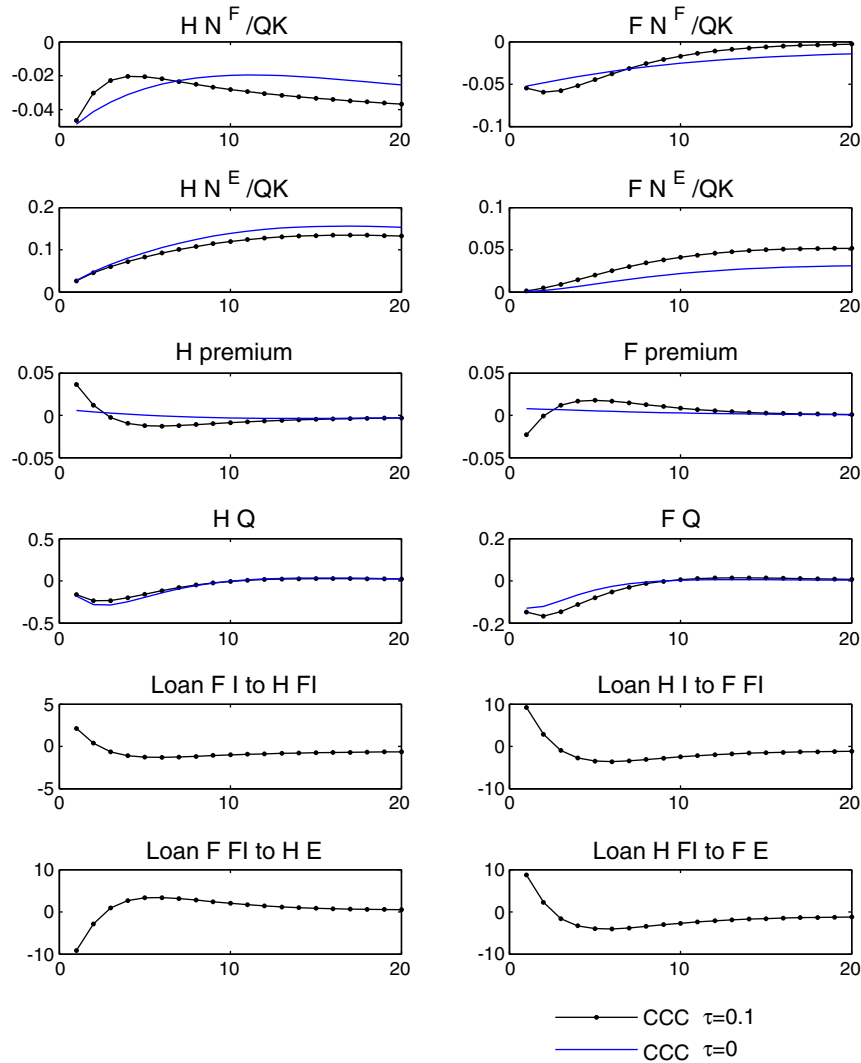 H N^F/QK
F N^F/QK
0
-0.02
-0.04
0 10 20
0
-0.05
-0.1
0 10 20
H N^E/QK
F N^E/QK
0.2
0.1
0
0 10 20
0.1
0.05
0
0 10 20
H premium
F premium
0.05
0
-0.05
0 10 20
0.05
0
-0.05
0 10 20
H Q
F Q
0.5
0
-0.5
0 10 20
0.2
0
-0.2
0 10 20
Loan F I to H FI
Loan H I to F FI
5
0
-5
0 10 20
10
0
-10
0 10 20
Loan F FI to H E
Loan H FI to F E
10
0
-10
0 10 20
10
0
-10
0 10 20
CCC τ=0.1
CCC τ=0